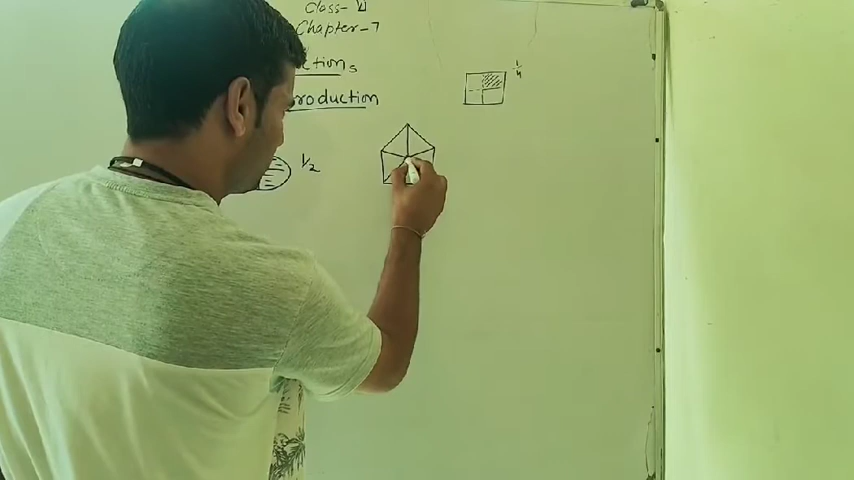 Class- VI
Chapter-7
ctions
roduction
1/4
1/2